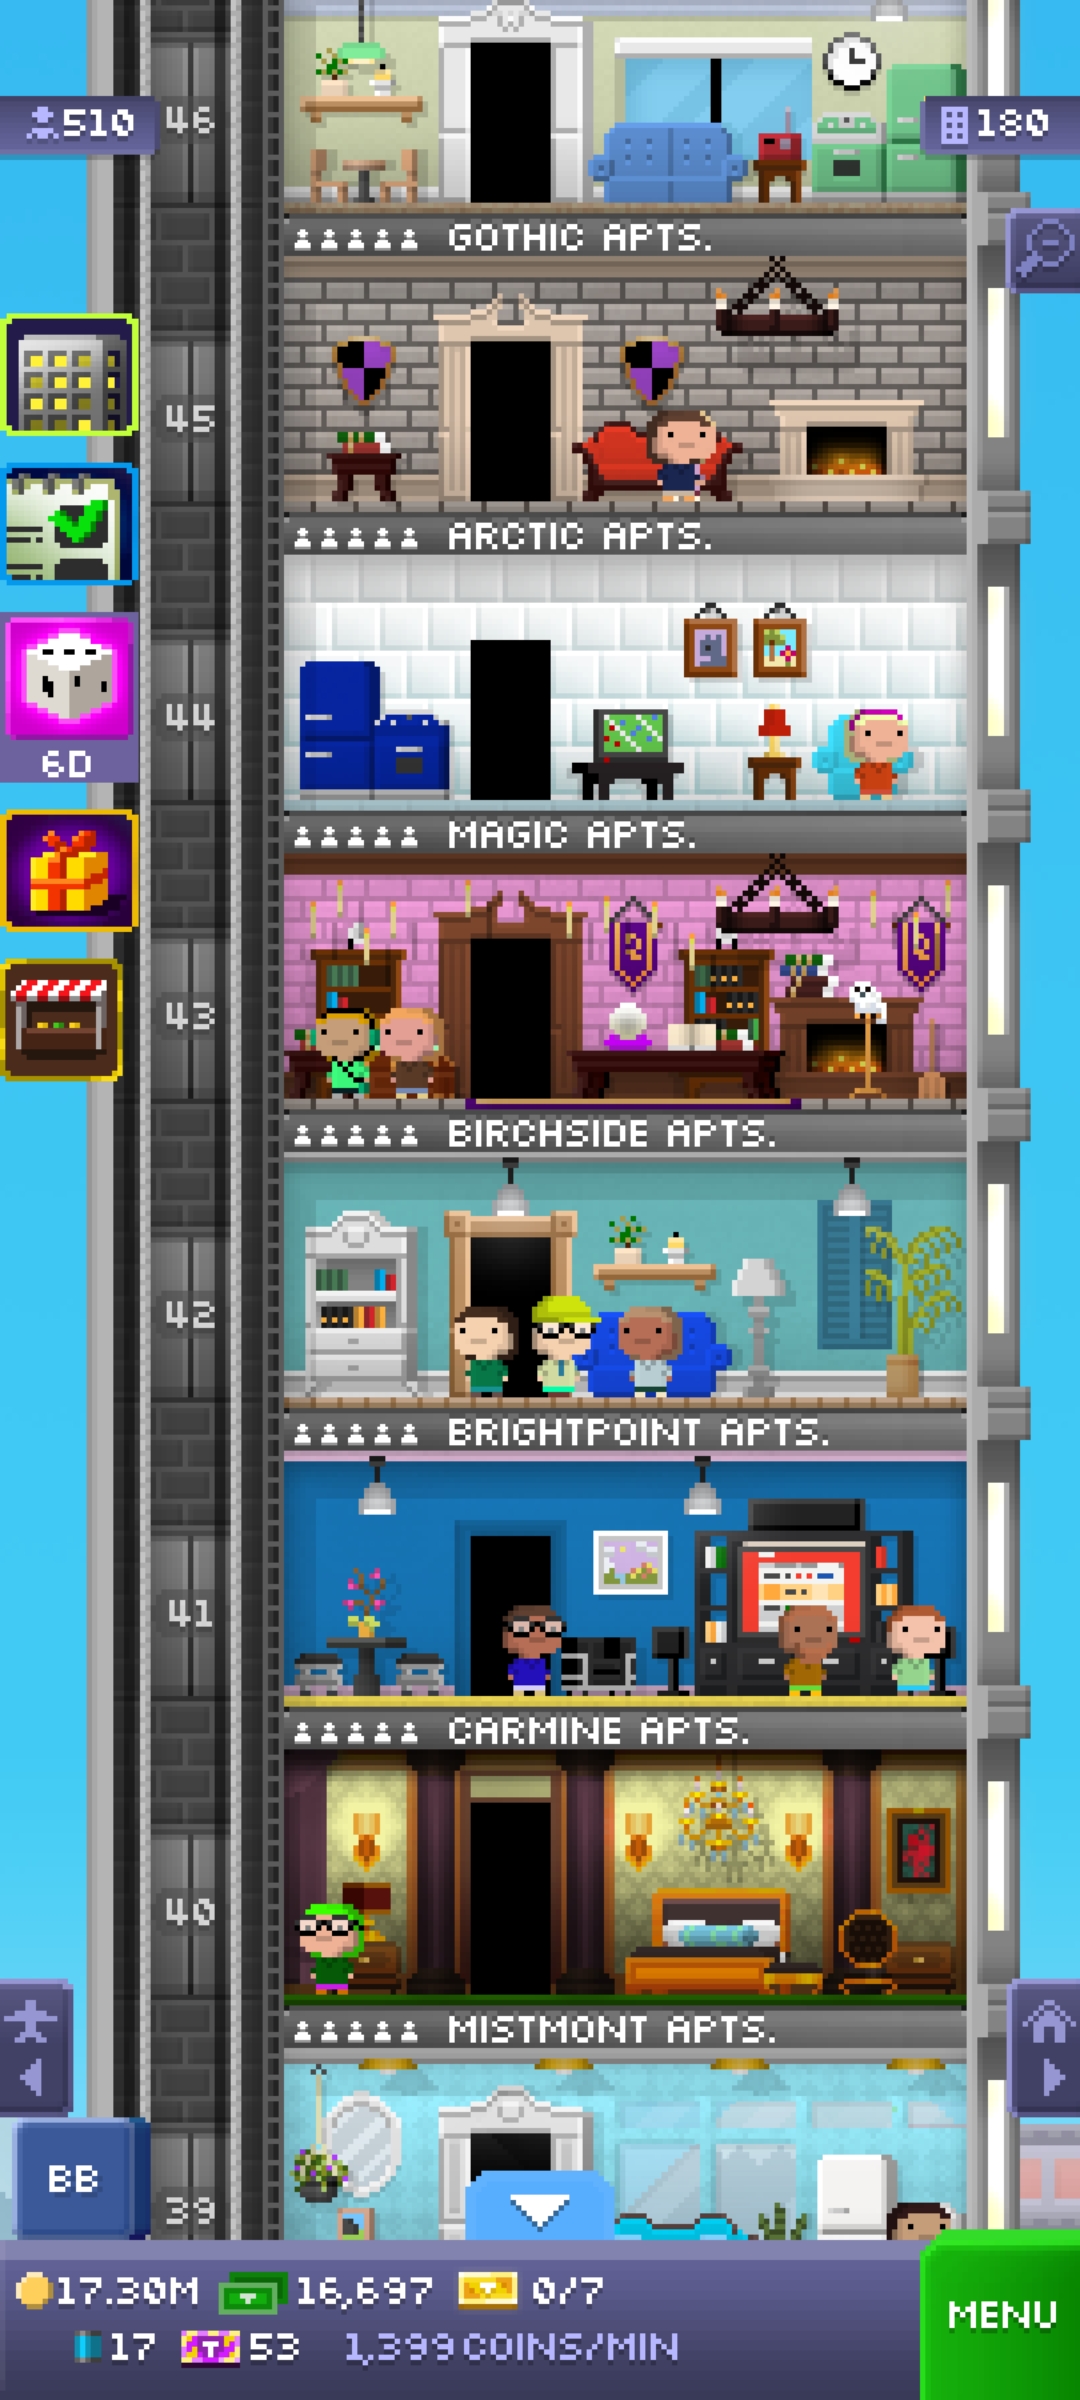 46
510
180
GOTHIC APTS.
45
ARCTIC APTS.
44
6D
MAGIC APTS.
43
BIRCHSIDE APTS.
42
BRIGHTPOINT APTS.
41
CARMINE APTS.
40
MISTMONT APTS.
BB
39
17.30M 16,697 0/7
MENU
17 T 53 1,399 COINS/MIN